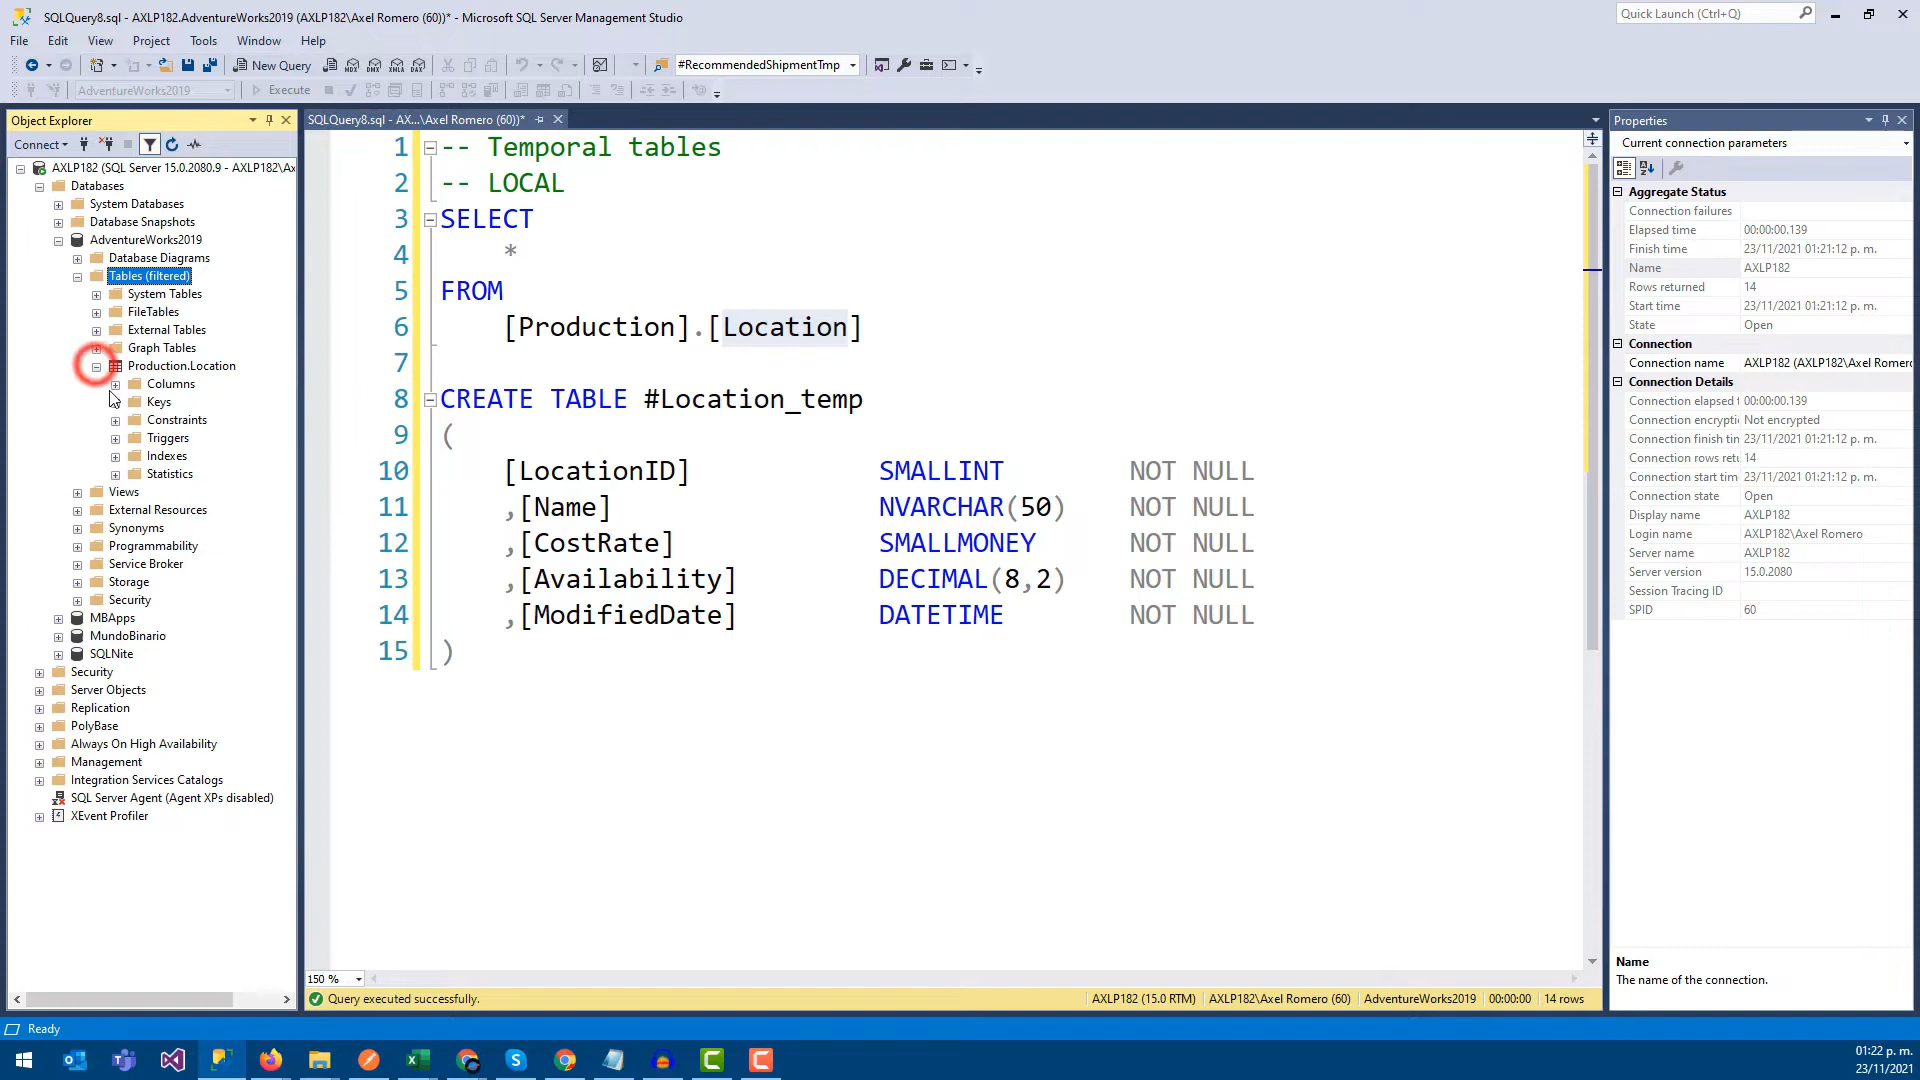 SQLQuery8.sql - AXLP182.AdventureWorks2019 (AXLP182\Axel Romero (60))* - Microsoft SQL Server Management Studio
Quick Launch (Ctrl+Q)
File Edit View Project Tools Window Help
New Query
#RecommendedShipmentTmp
AdventureWorks2019
Execute
Object Explorer
Connect
AXLP182 (SQL Server 15.0.2080.9 - AXLP182\Ax
Databases
System Databases
Database Snapshots
AdventureWorks2019
Database Diagrams
Tables (filtered)
System Tables
FileTables
External Tables
Graph Tables
Production.Location
Columns
Keys
Constraints
Triggers
Indexes
Statistics
Views
External Resources
Synonyms
Programmability
Service Broker
Storage
Security
MBApps
MundoBinario
SQLNite
Security
Server Objects
Replication
PolyBase
Always On High Availability
Management
Integration Services Catalogs
SQL Server Agent (Agent XPs disabled)
XEvent Profiler
SQLQuery8.sql - AX...\Axel Romero (60))*
1 -- Temporal tables
2 -- LOCAL
3 SELECT
4 *
5 FROM
6 [Production].[Location]
7
8 CREATE TABLE #Location_temp
9 (
10 [LocationID] SMALLINT NOT NULL
11 ,[Name] NVARCHAR(50) NOT NULL
12 ,[CostRate] SMALLMONEY NOT NULL
13 ,[Availability] DECIMAL(8,2) NOT NULL
14 ,[ModifiedDate] DATETIME NOT NULL
15 )
150 %
Query executed successfully.
AXLP182 (15.0 RTM) AXLP182\Axel Romero (60) AdventureWorks2019 00:00:00 14 rows
Properties
Current connection parameters
Aggregate Status
Connection failures
Elapsed time 00:00:00.139
Finish time 23/11/2021 01:21:12 p. m.
Name AXLP182
Rows returned 14
Start time 23/11/2021 01:21:12 p. m.
State Open
Connection
Connection name AXLP182 (AXLP182\Axel Romero
Connection Details
Connection elapsed t 00:00:00.139
Connection encryptio Not encrypted
Connection finish tim 23/11/2021 01:21:12 p. m.
Connection rows retu 14
Connection start tim 23/11/2021 01:21:12 p. m.
Connection state Open
Display name AXLP182
Login name AXLP182\Axel Romero
Server name AXLP182
Server version 15.0.2080
Session Tracing ID
SPID 60
Name
The name of the connection.
Ready
01:22 p. m.
23/11/2021